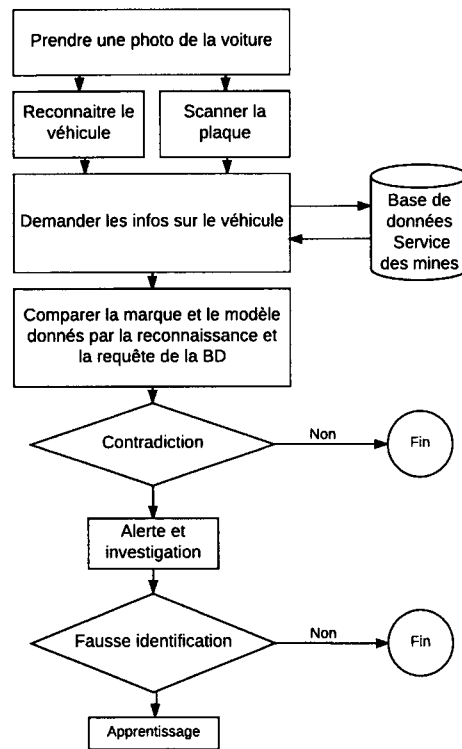 Prendre une photo de la voiture
Reconnaitre le
véhicule
Scanner la
plaque
Demander les infos sur le véhicule
Base de
données
Service
des mines
Comparer la marque et le modèle
donnés par la reconnaissance et
la requête de la BD
Contradiction
Non
Fin
Alerte et
investigation
Fausse identification
Non
Fin
Apprentissage